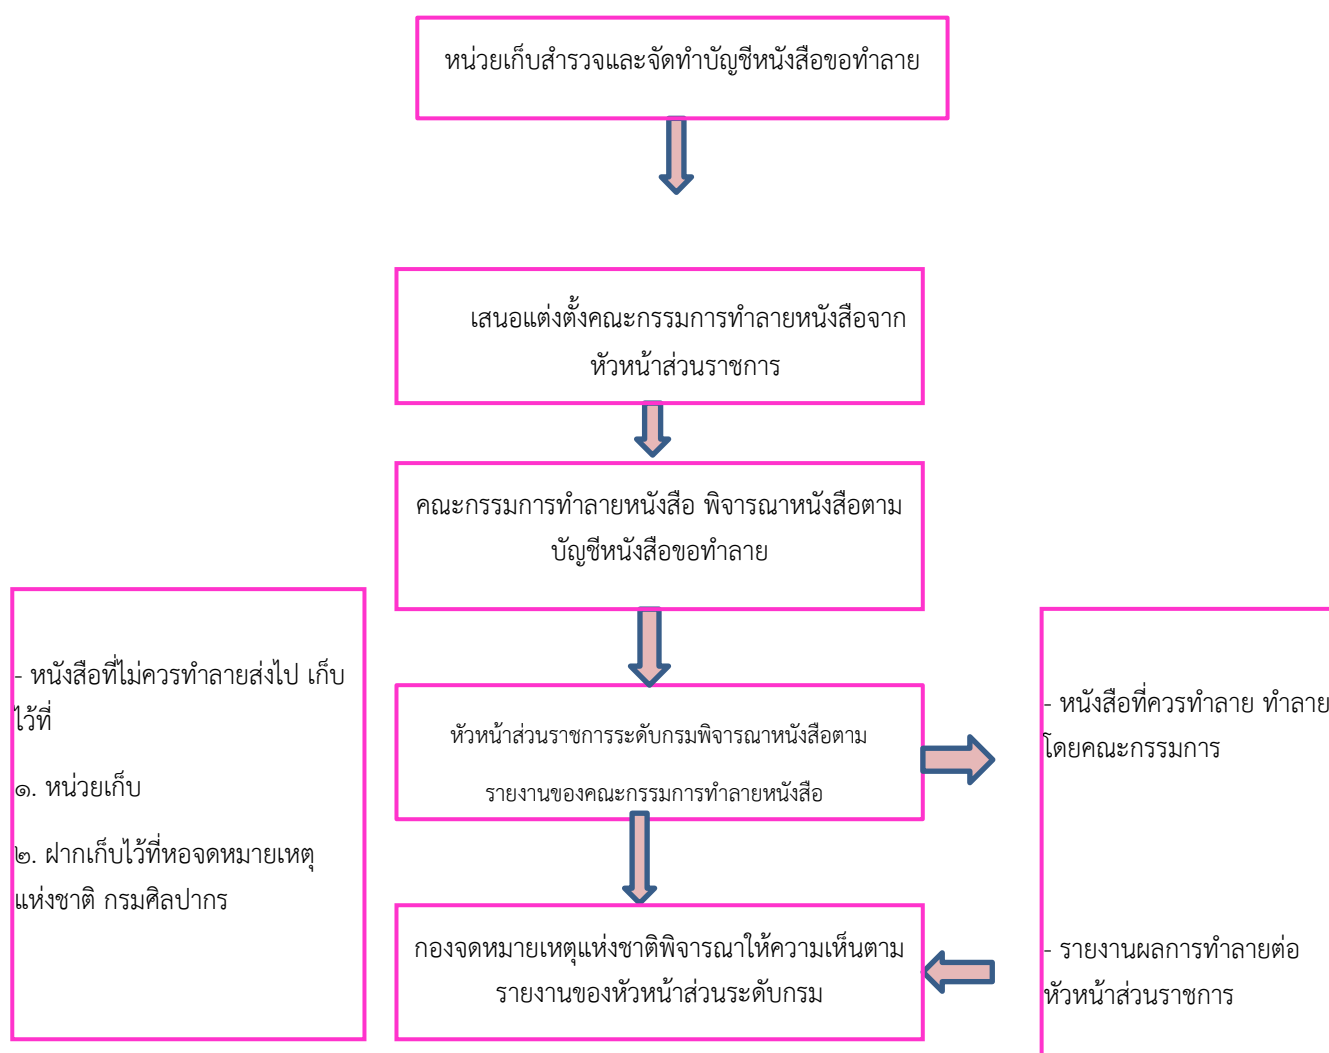 หน่วยเก็บสำรวจและจัดทำบัญชีหนังสือขอทำลาย
เสนอแต่งตั้งคณะกรรมการทำลายหนังสือจาก
หัวหน้าส่วนราชการ
คณะกรรมการทำลายหนังสือ พิจารณาหนังสือตาม
บัญชีหนังสือขอทำลาย
- หนังสือที่ไม่ควรทำลายส่งไป เก็บ
ไว้ที่
๑. หน่วยเก็บ
๒. ฝากเก็บไว้ที่หอจดหมายเหตุ
แห่งชาติ กรมศิลปากร
หัวหน้าส่วนราชการระดับกรมพิจารณาหนังสือตาม
รายงานของคณะกรรมการทำลายหนังสือ
- หนังสือที่ควรทำลาย ทำลาย
โดยคณะกรรมการ
กองจดหมายเหตุแห่งชาติพิจารณาให้ความเห็นตาม
รายงานของหัวหน้าส่วนระดับกรม
- รายงานผลการทำลายต่อ
หัวหน้าส่วนราชการ